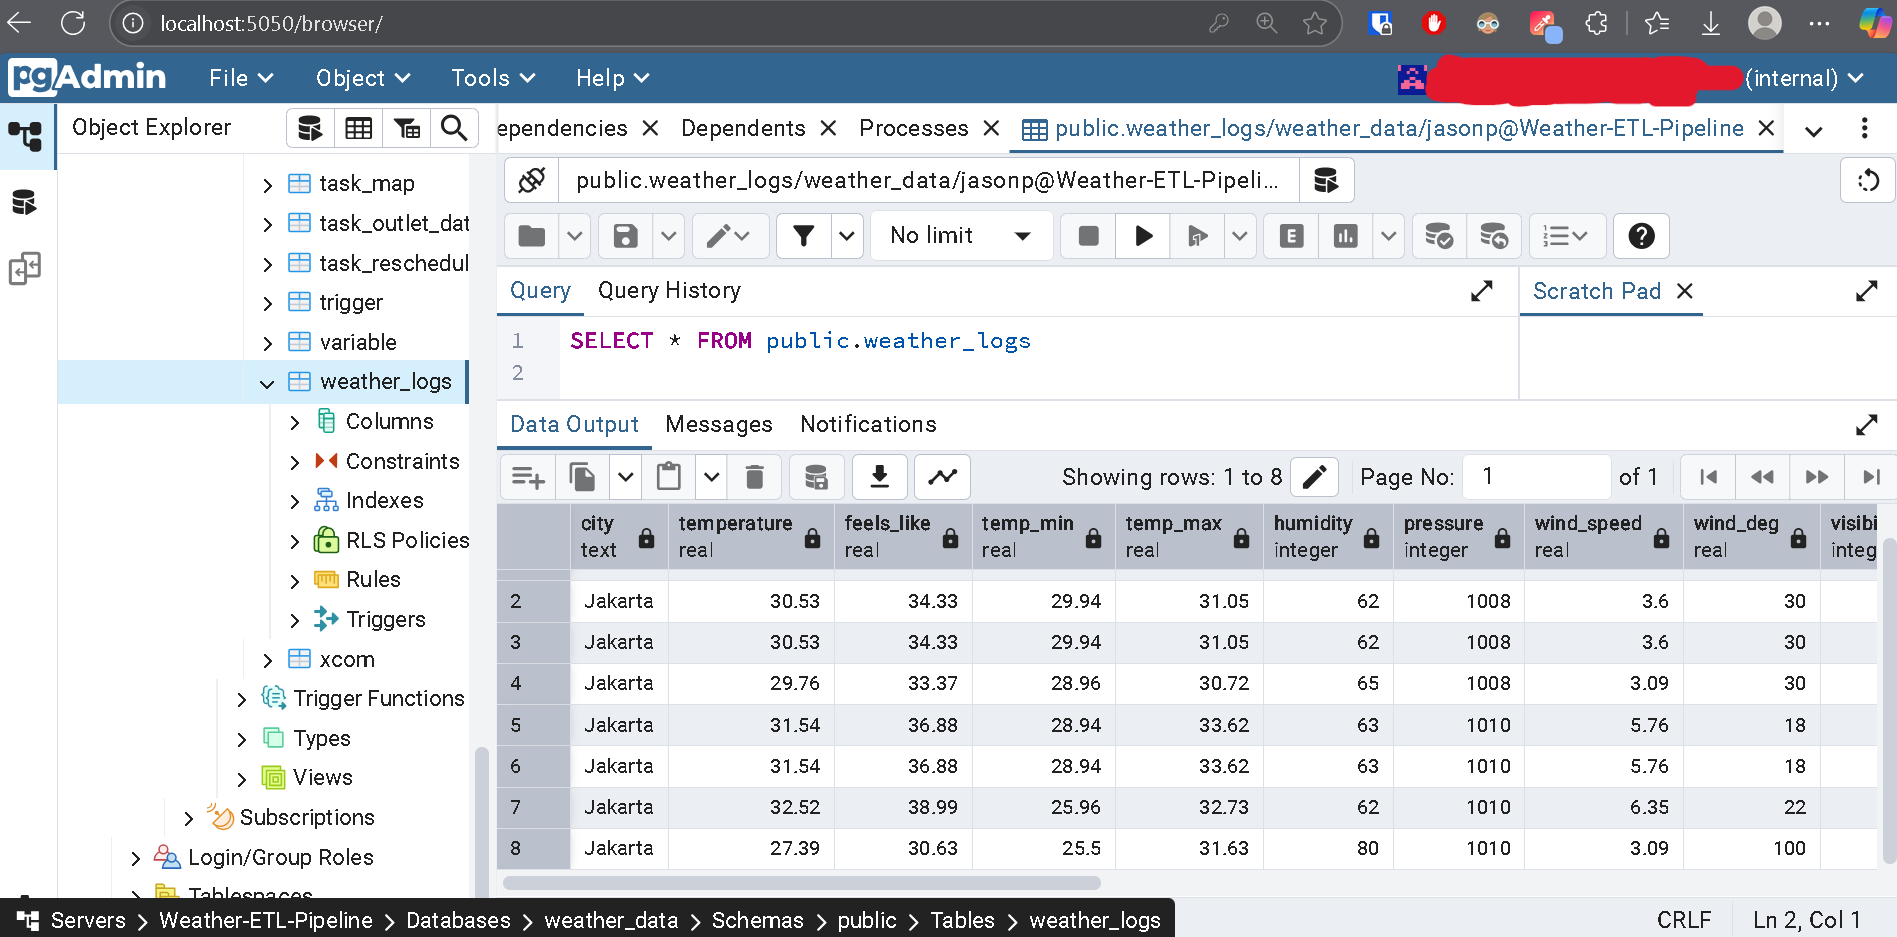 localhost:5050/browser/
pgAdmin File Object Tools Help (internal)
Object Explorer
ependencies Dependents Processes public.weather_logs/weather_data/jasonp@Weather-ETL-Pipeline
public.weather_logs/weather_data/jasonp@Weather-ETL-Pipeli...
No limit
E
Query Query History
Scratch Pad
1 SELECT * FROM public.weather_logs
2
Data Output Messages Notifications
Showing rows: 1 to 8 Page No: 1 of 1
city temperature feels_like temp_min temp_max humidity pressure wind_speed wind_deg visibi
text real real real real integer integer real real integ
2 Jakarta 30.53 34.33 29.94 31.05 62 1008 3.6 30
3 Jakarta 30.53 34.33 29.94 31.05 62 1008 3.6 30
4 Jakarta 29.76 33.37 28.96 30.72 65 1008 3.09 30
5 Jakarta 31.54 36.88 28.94 33.62 63 1010 5.76 18
6 Jakarta 31.54 36.88 28.94 33.62 63 1010 5.76 18
7 Jakarta 32.52 38.99 25.96 32.73 62 1010 6.35 22
8 Jakarta 27.39 30.63 25.5 31.63 80 1010 3.09 100
task_map
task_outlet_dat
task_reschedul
trigger
variable
weather_logs
Columns
Constraints
Indexes
RLS Policies
Rules
Triggers
xcom
Trigger Functions
Types
Views
Subscriptions
Login/Group Roles
Tablespaces
Servers > Weather-ETL-Pipeline > Databases > weather_data > Schemas > public > Tables > weather_logs
CRLF Ln 2, Col 1